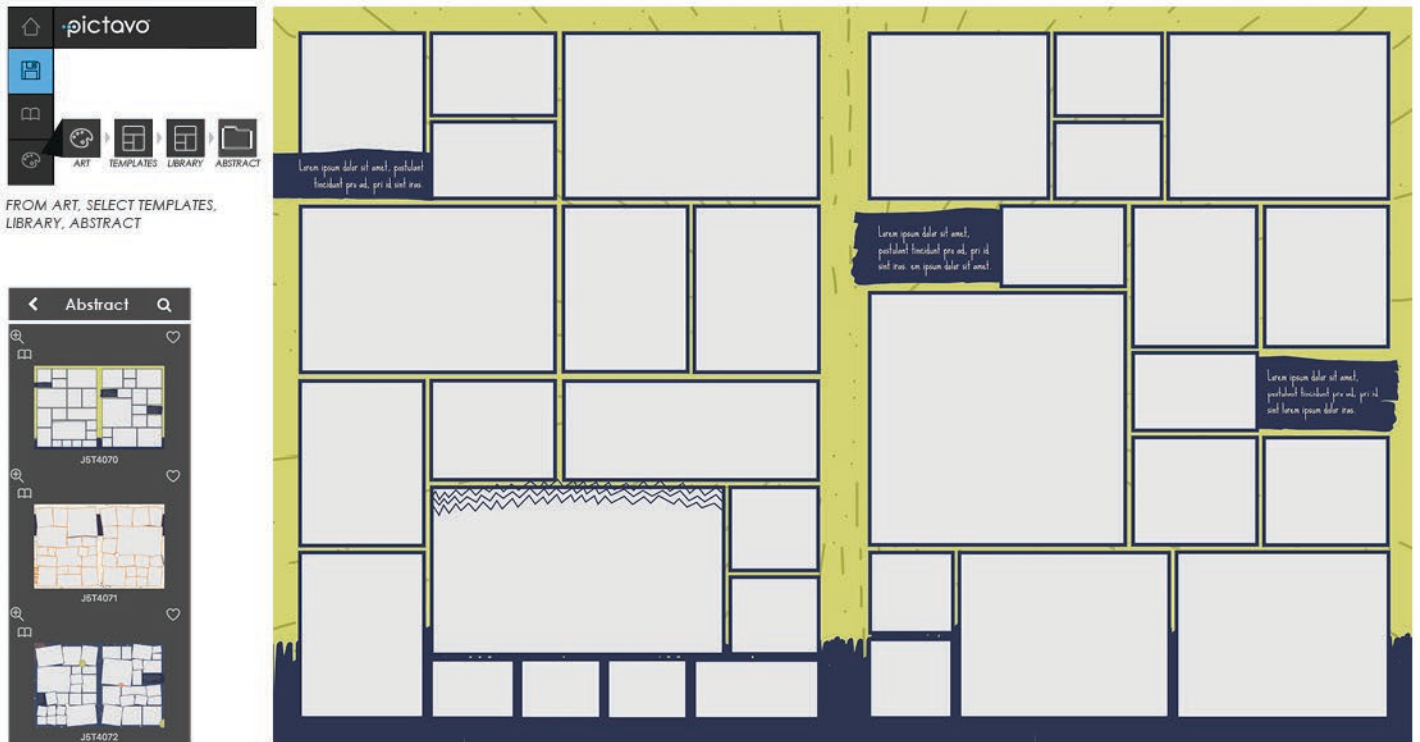 pictavo
ART
TEMPLATES
LIBRARY
ABSTRACT
FROM ART, SELECT TEMPLATES,
LIBRARY, ABSTRACT
Abstract
J5T4070
J5T4071
J5T4072
Lorem ipsum dolor sit amet, postulant
tincidunt pro ad, pri id sint iras.
Lorem ipsum dolor sit amet,
postulant tincidunt pro ad, pri id
sint iras. em ipsum dolor sit amet.
Lorem ipsum dolor sit amet,
postulant tincidunt pro ad, pri id
sint lorem ipsum dolor iras.